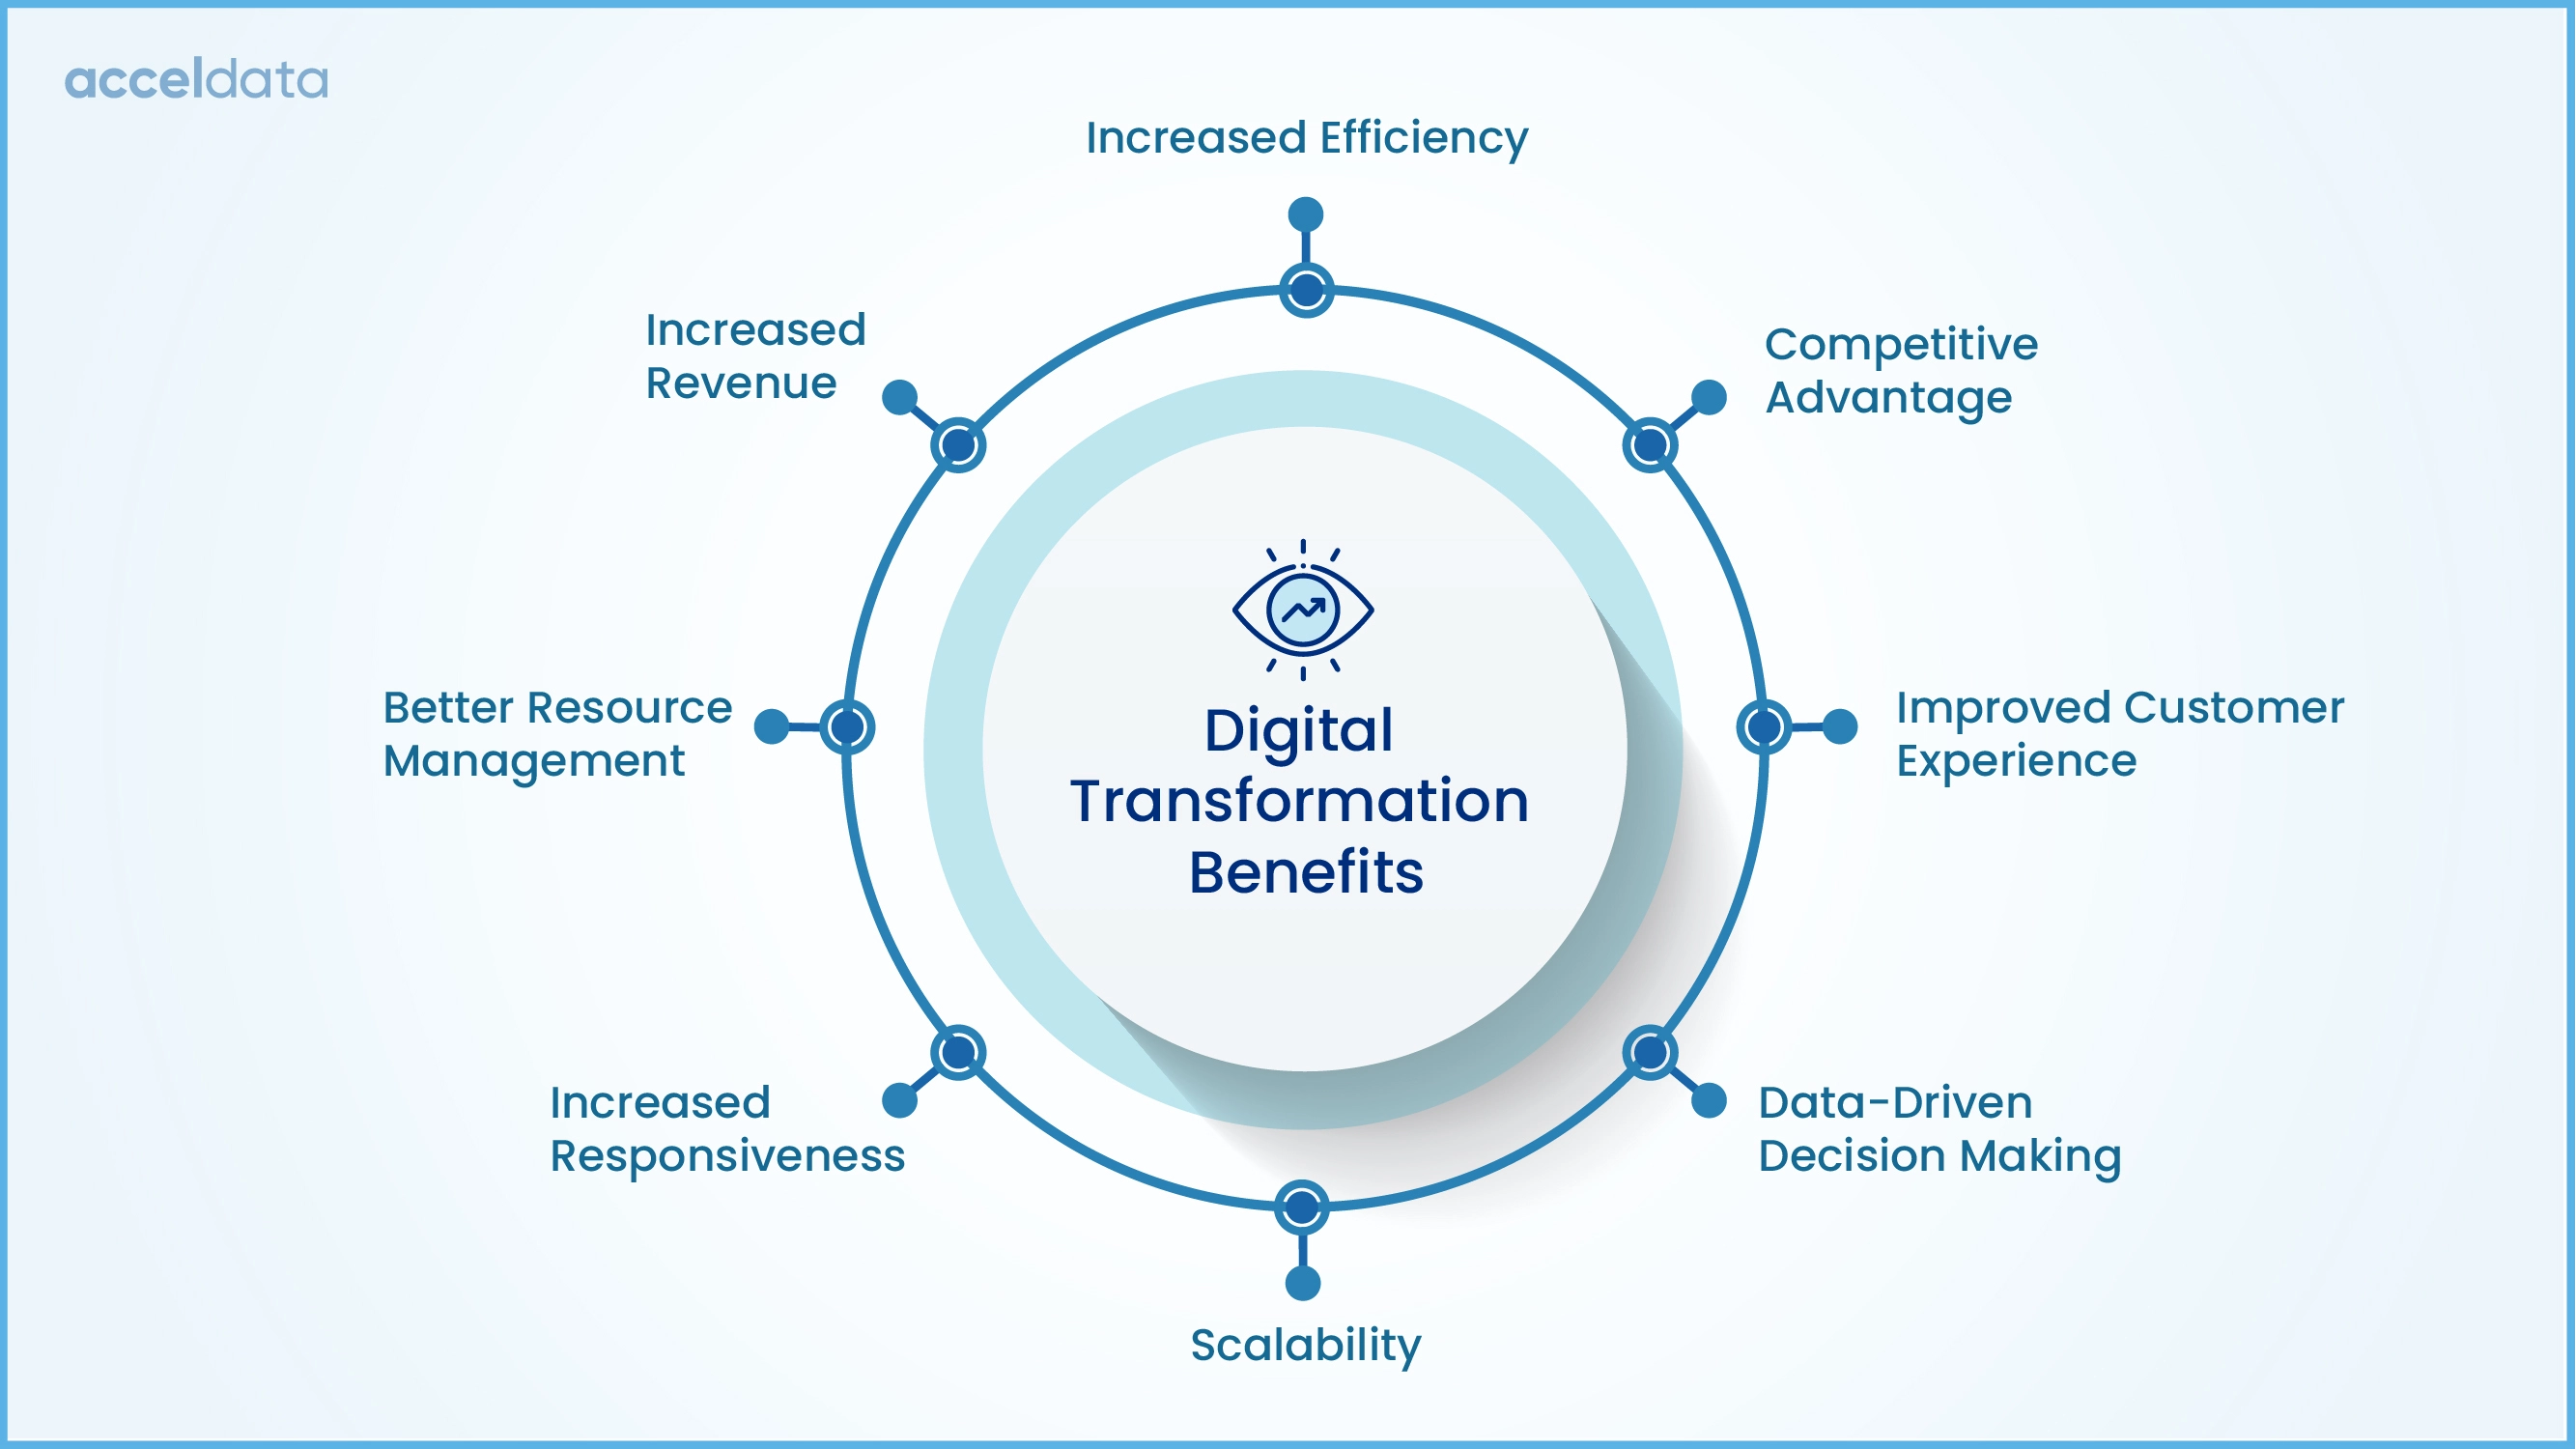 acceldata
Increased Efficiency
Increased
Revenue
Competitive
Advantage
Digital
Transformation
Benefits
Better Resource
Management
Improved Customer
Experience
Increased
Responsiveness
Data-Driven
Decision Making
Scalability